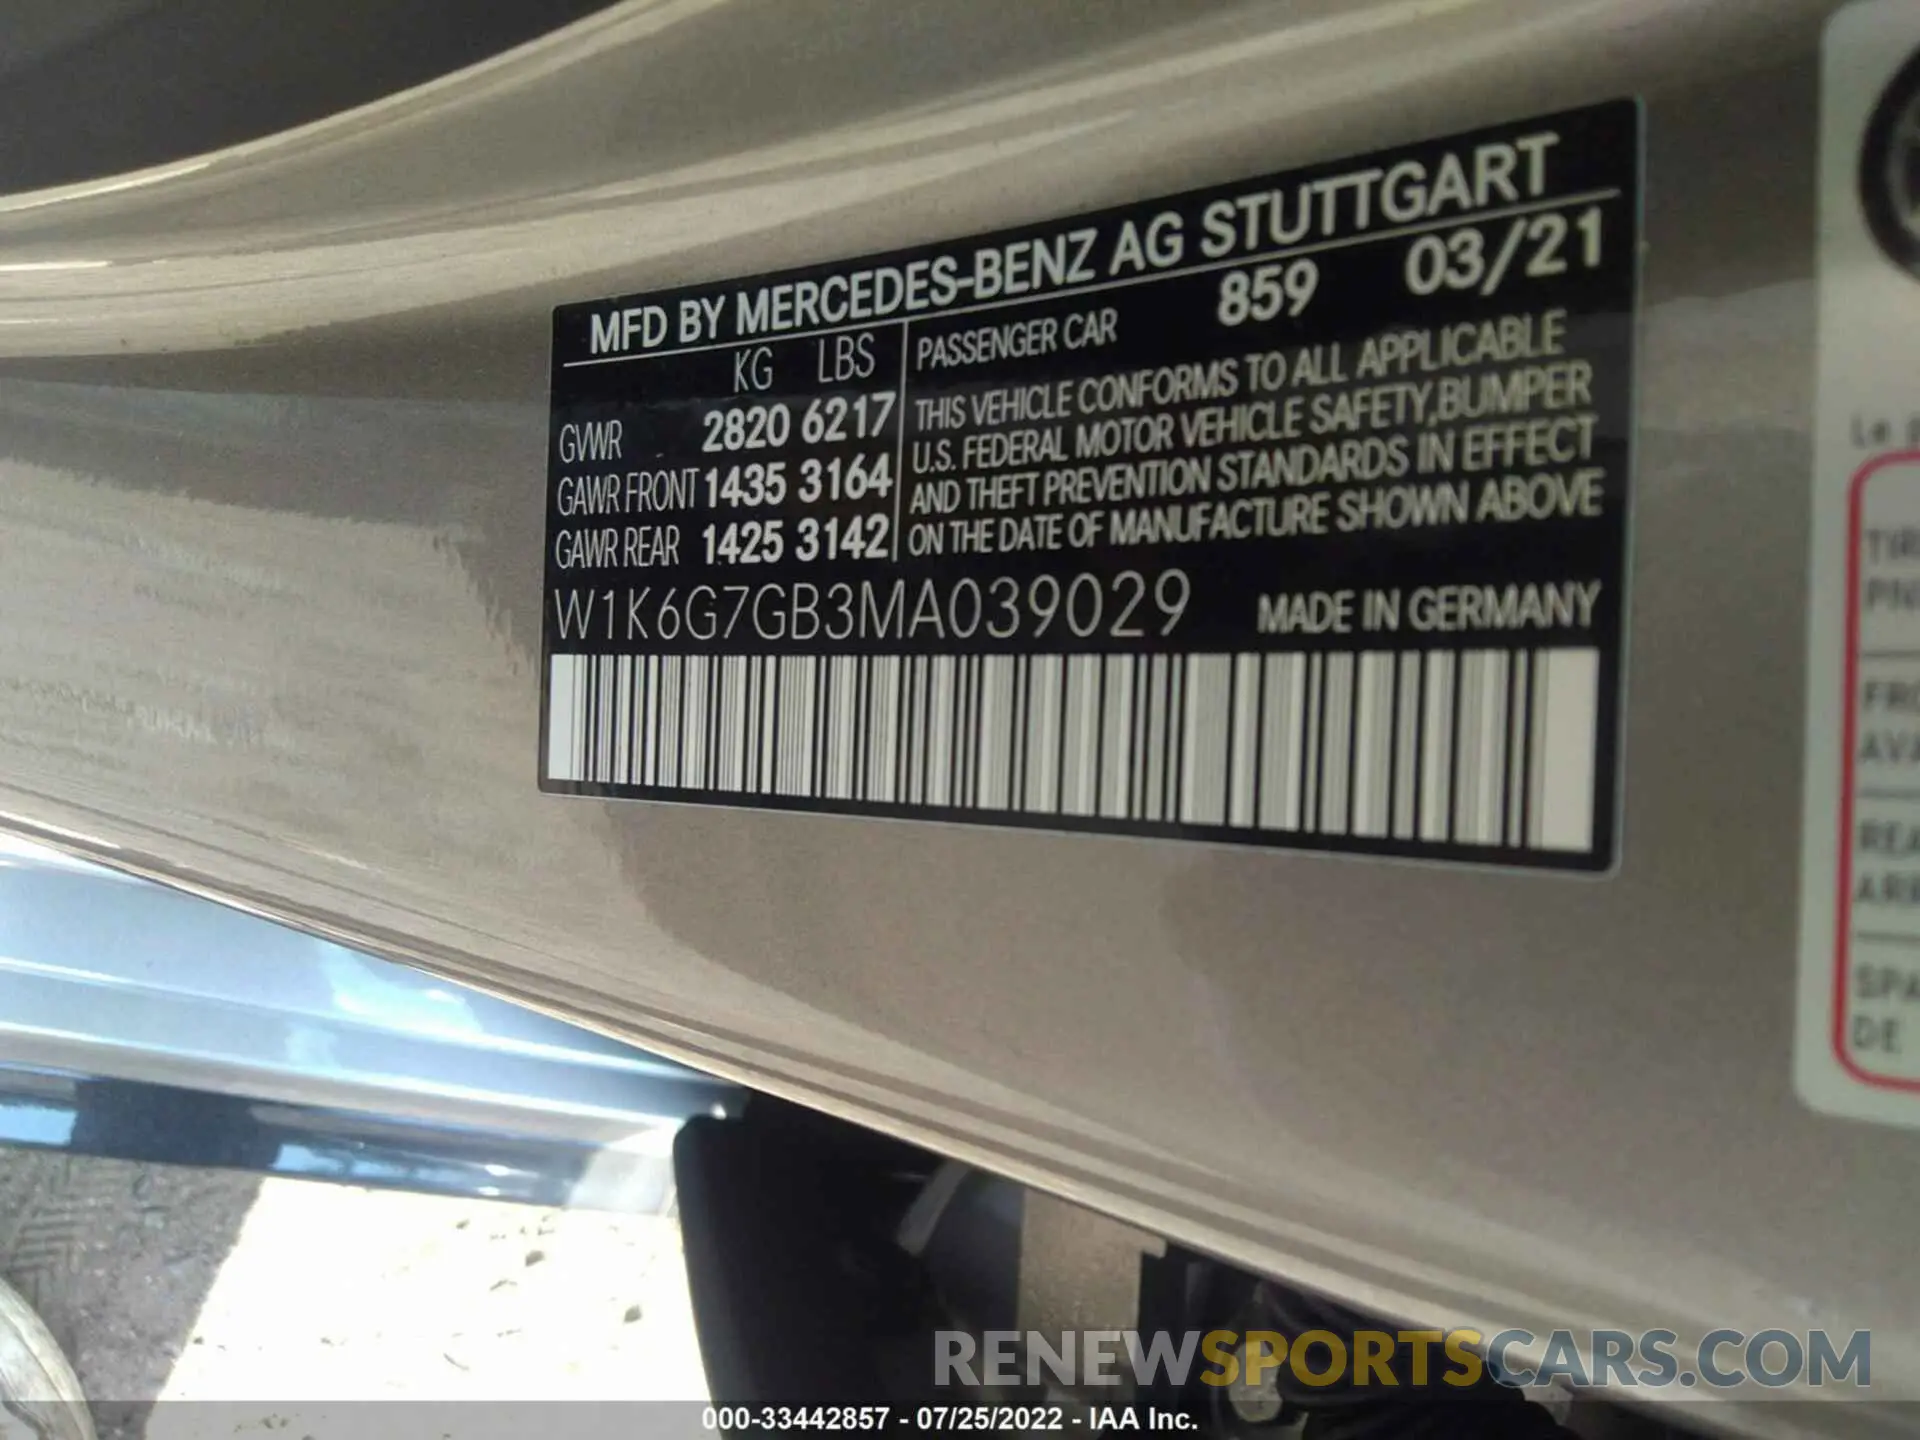 MFD BY MERCEDES-BENZ AG STUTTGART
KG LBS
GVWR 2820 6217
GAWR FRONT 1435 3164
GAWR REAR 1425 3142
PASSENGER CAR 859 03/21
THIS VEHICLE CONFORMS TO ALL APPLICABLE
U.S. FEDERAL MOTOR VEHICLE SAFETY,BUMPER
AND THEFT PREVENTION STANDARDS IN EFFECT
ON THE DATE OF MANUFACTURE SHOWN ABOVE
W1K6G7GB3MA039029 MADE IN GERMANY
DE
RENEWSPORTSCARS.COM
000-33442857 - 07/25/2022 - IAA Inc.